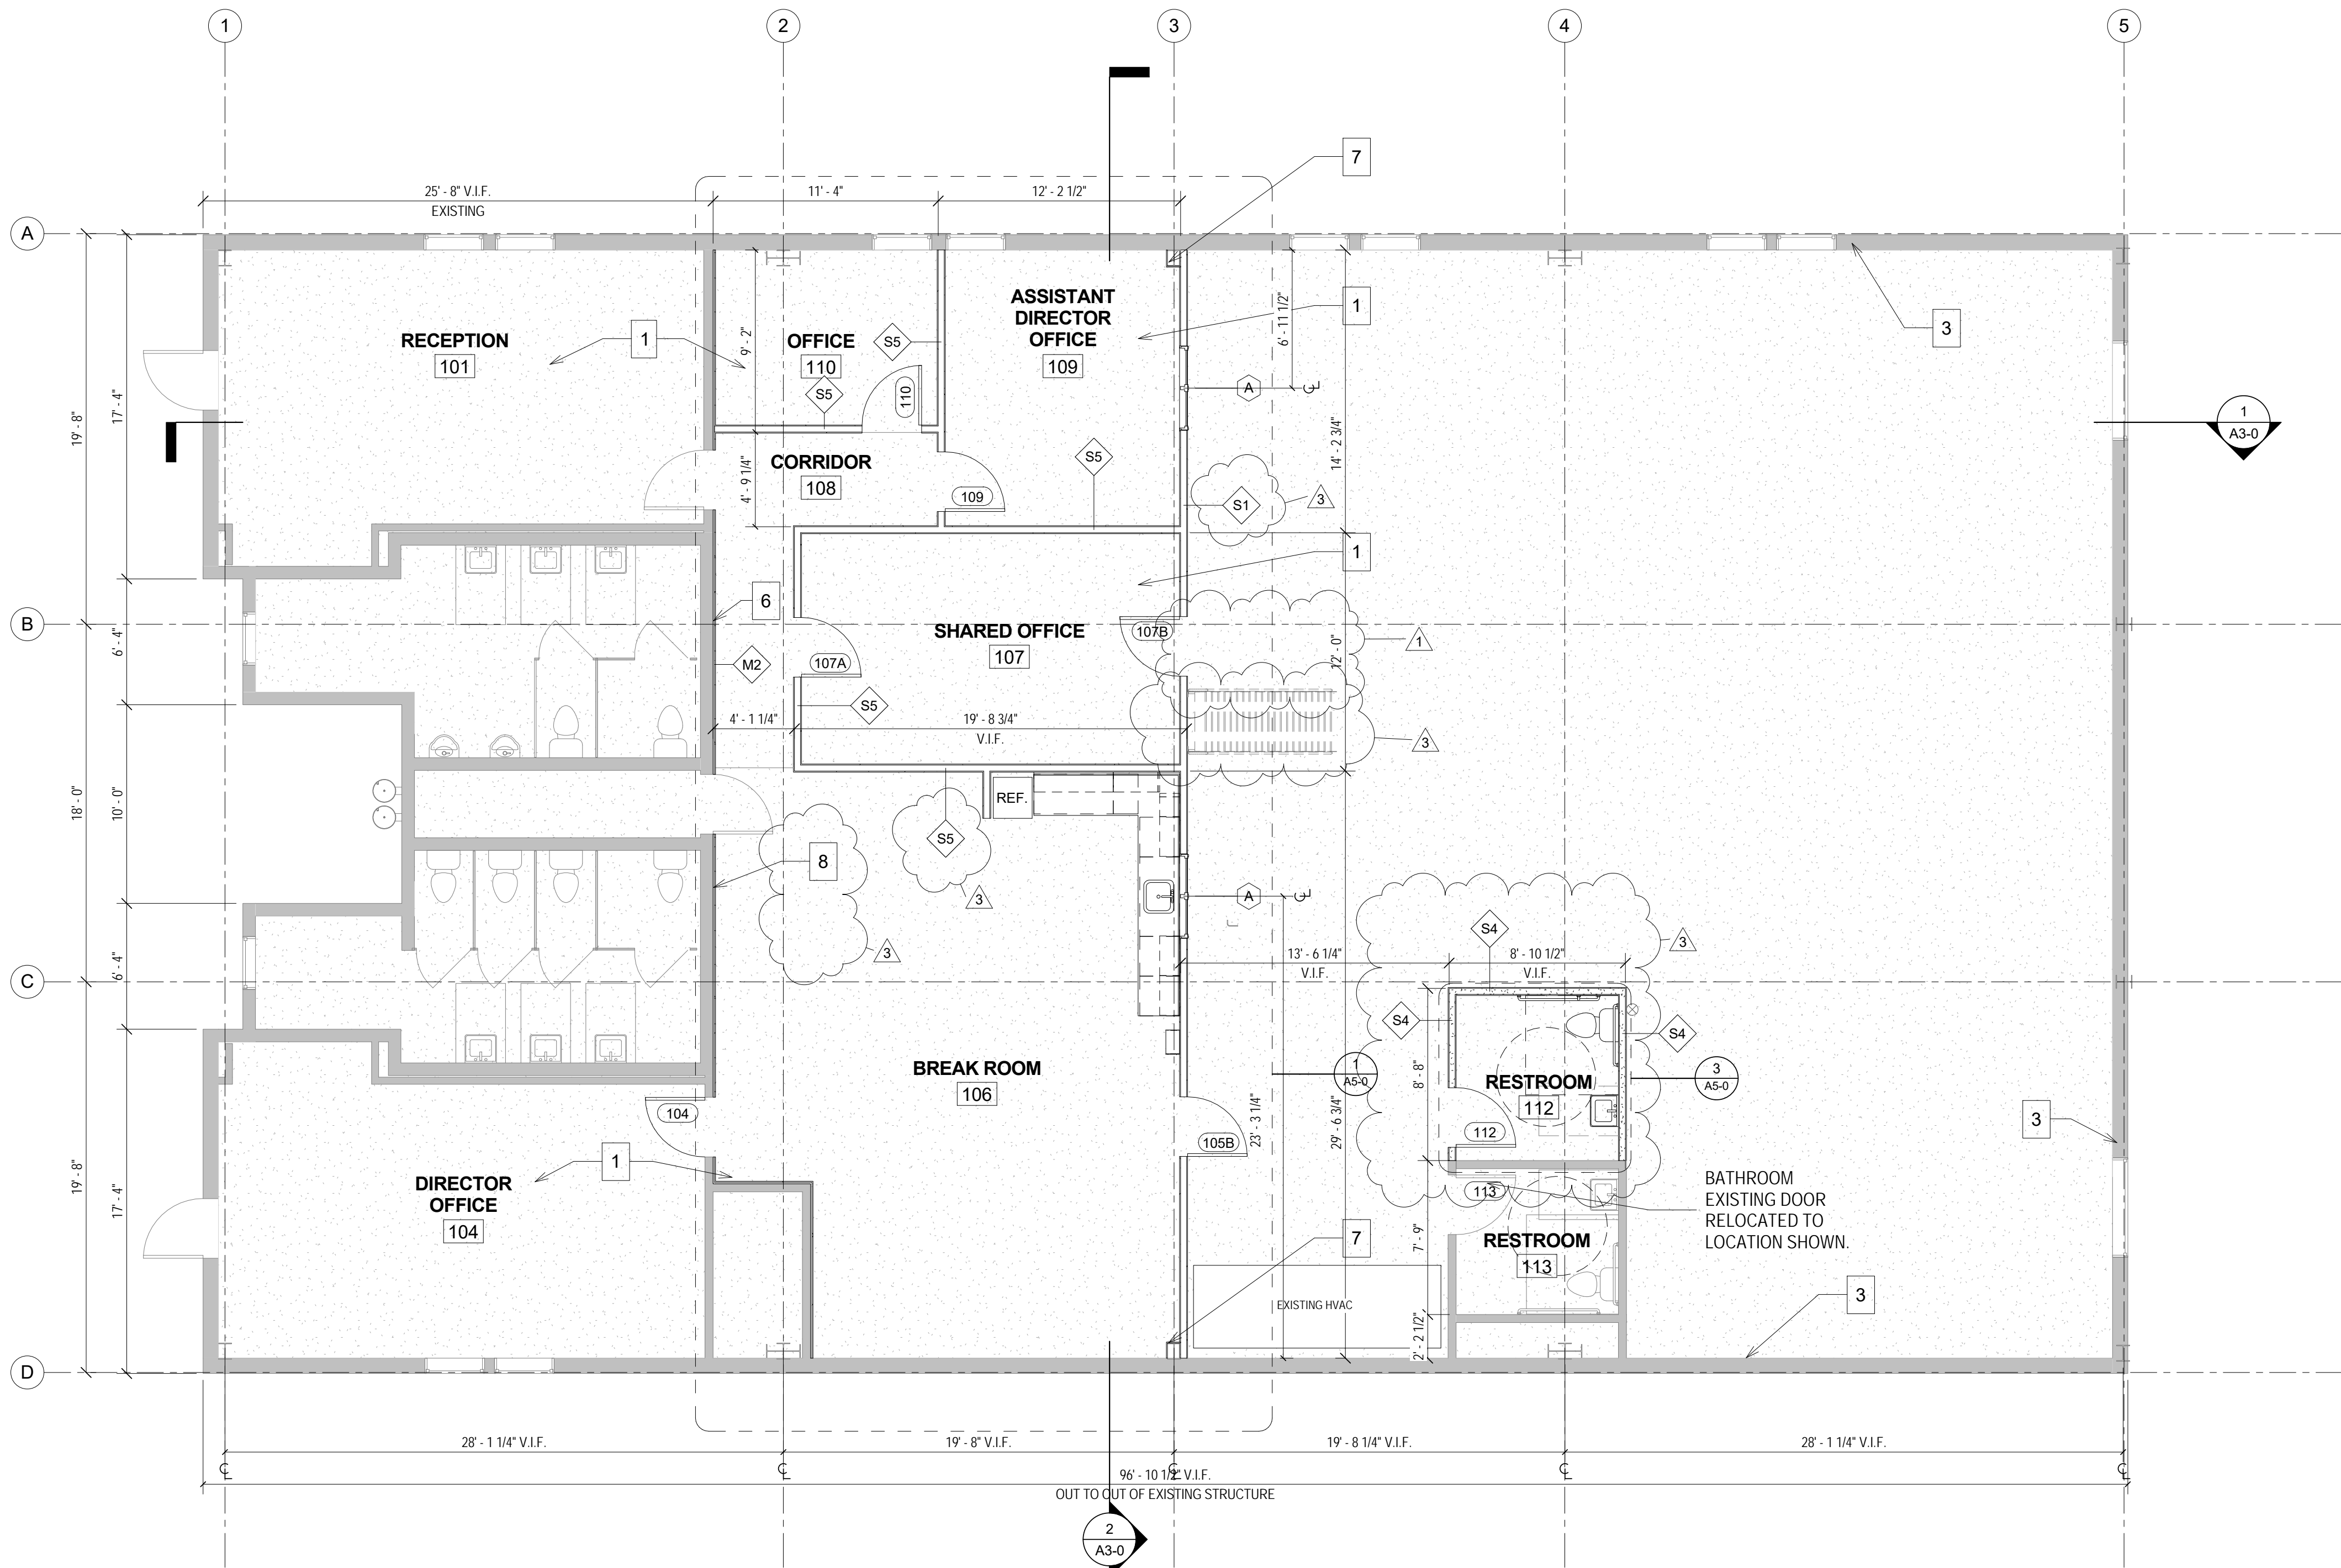 1
2
3
4
5
7
25' - 8" V.I.F.
EXISTING
11' - 4"
12' - 2 1/2"
A
RECEPTION
101
1
9' - 2"
OFFICE
110
S5
S5
110
ASSISTANT
DIRECTOR
OFFICE
109
1
6' - 11 1/2"
3
A
19' - 8"
17' - 4"
1
A3-0
CORRIDOR
108
4' - 9 1/4"
109
S5
S1
3
14' - 2 3/4"
1
6
B
6' - 4"
SHARED OFFICE
107
107A
107B
1
12' - 0"
M2
S5
4' - 1 1/4"
19' - 8 3/4"
V.I.F.
3
18' - 0"
10' - 0"
REF.
S5
3
8
3
A
S4
3
13' - 6 1/4"
V.I.F.
8' - 10 1/2"
V.I.F.
C
6' - 4"
S4
S4
BREAK ROOM
106
1
A5-0
8' - 8"
RESTROOM
112
3
A5-0
112
104
105B
23' - 3 1/4"
29' - 6 3/4"
3
19' - 8"
17' - 4"
DIRECTOR
OFFICE
104
1
113
BATHROOM
EXISTING DOOR
RELOCATED TO
LOCATION SHOWN.
7
7' - 9"
RESTROOM
113
EXISTING HVAC
3
2' - 2 1/2"
D
28' - 1 1/4" V.I.F.
19' - 8" V.I.F.
19' - 8 1/4" V.I.F.
28' - 1 1/4" V.I.F.
96' - 10 1/2" V.I.F.
OUT TO OUT OF EXISTING STRUCTURE
2
A3-0